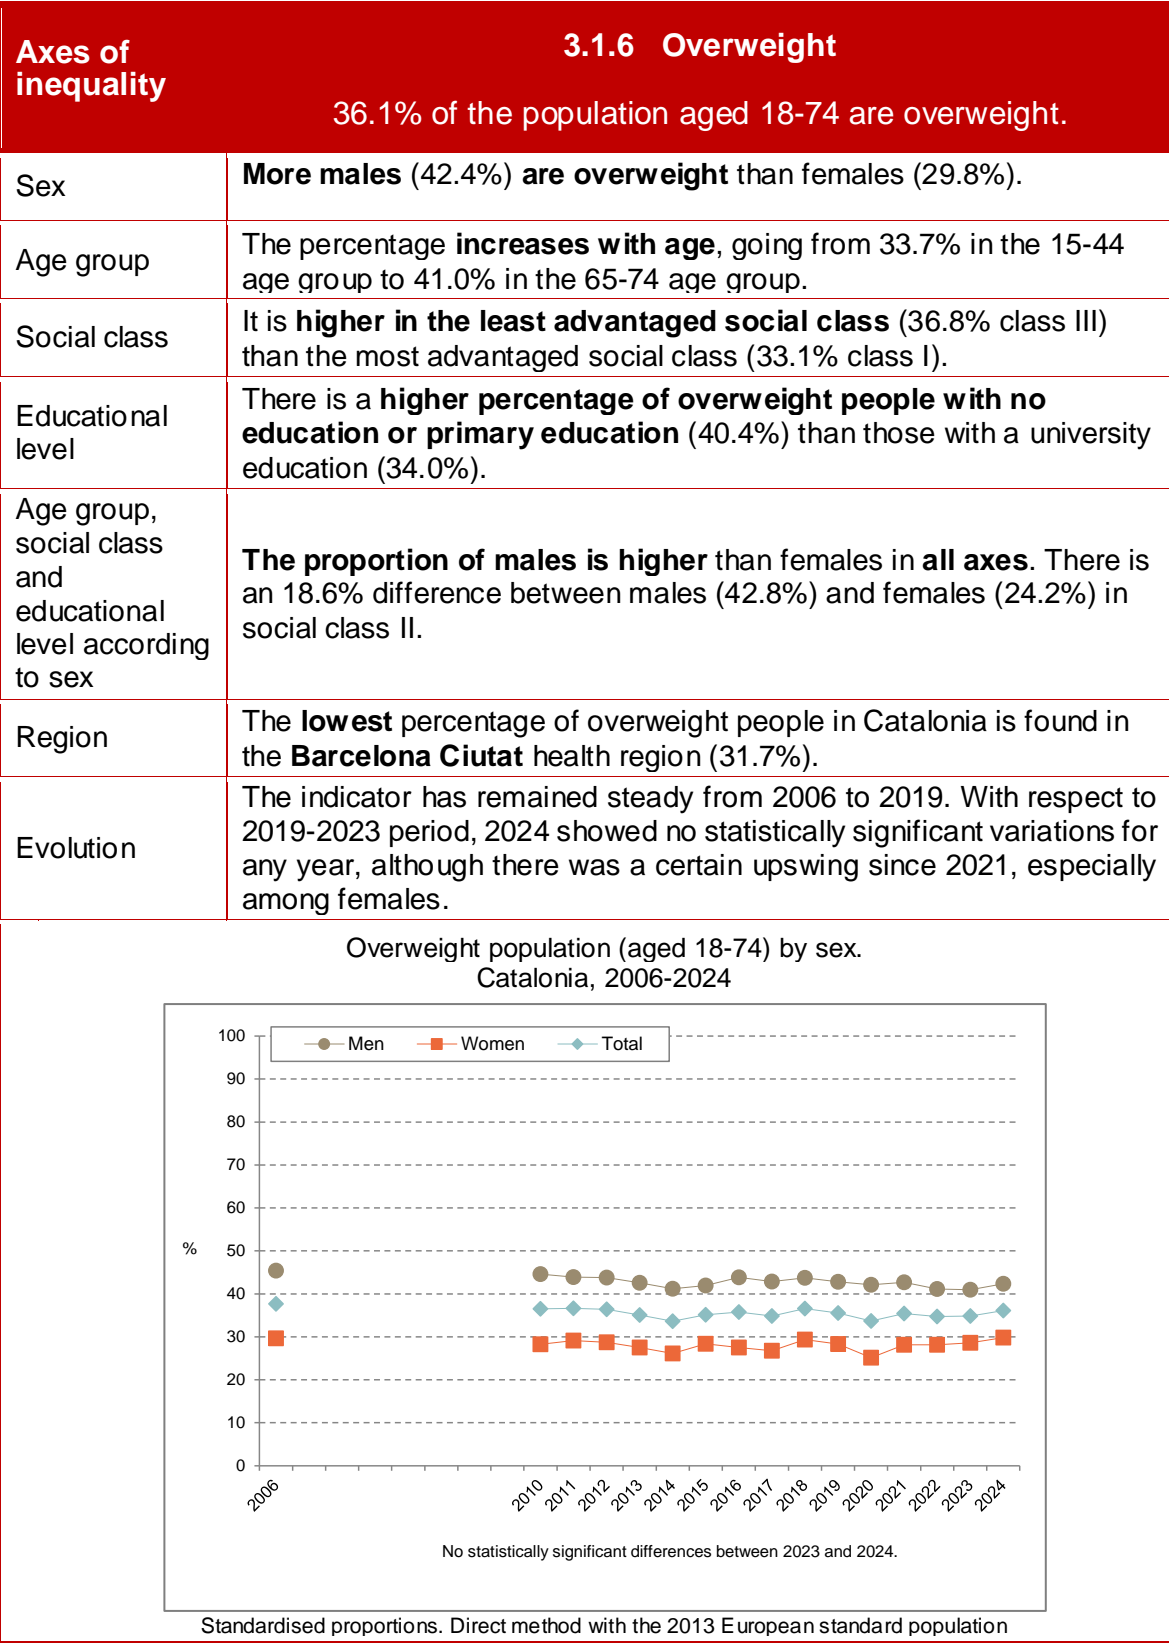 Axes of
inequality
3.1.6 Overweight
36.1% of the population aged 18-74 are overweight.
Sex
More males (42.4%) are overweight than females (29.8%).
Age group
The percentage increases with age, going from 33.7% in the 15-44
age group to 41.0% in the 65-74 age group.
Social class
It is higher in the least advantaged social class (36.8% class III)
than the most advantaged social class (33.1% class I).
Educational
level
There is a higher percentage of overweight people with no
education or primary education (40.4%) than those with a university
education (34.0%).
Age group,
social class
and
educational
level according
to sex
The proportion of males is higher than females in all axes. There is
an 18.6% difference between males (42.8%) and females (24.2%) in
social class II.
Region
The lowest percentage of overweight people in Catalonia is found in
the Barcelona Ciutat health region (31.7%).
Evolution
The indicator has remained steady from 2006 to 2019. With respect to
2019-2023 period, 2024 showed no statistically significant variations for
any year, although there was a certain upswing since 2021, especially
among females.
Overweight population (aged 18-74) by sex.
Catalonia, 2006-2024
Men Women Total
100
90
80
70
60
50
40
30
20
10
0
%
2006 2010 2011 2012 2013 2014 2015 2016 2017 2018 2019 2020 2021 2022 2023 2024
No statistically significant differences between 2023 and 2024.
Standardised proportions. Direct method with the 2013 European standard population